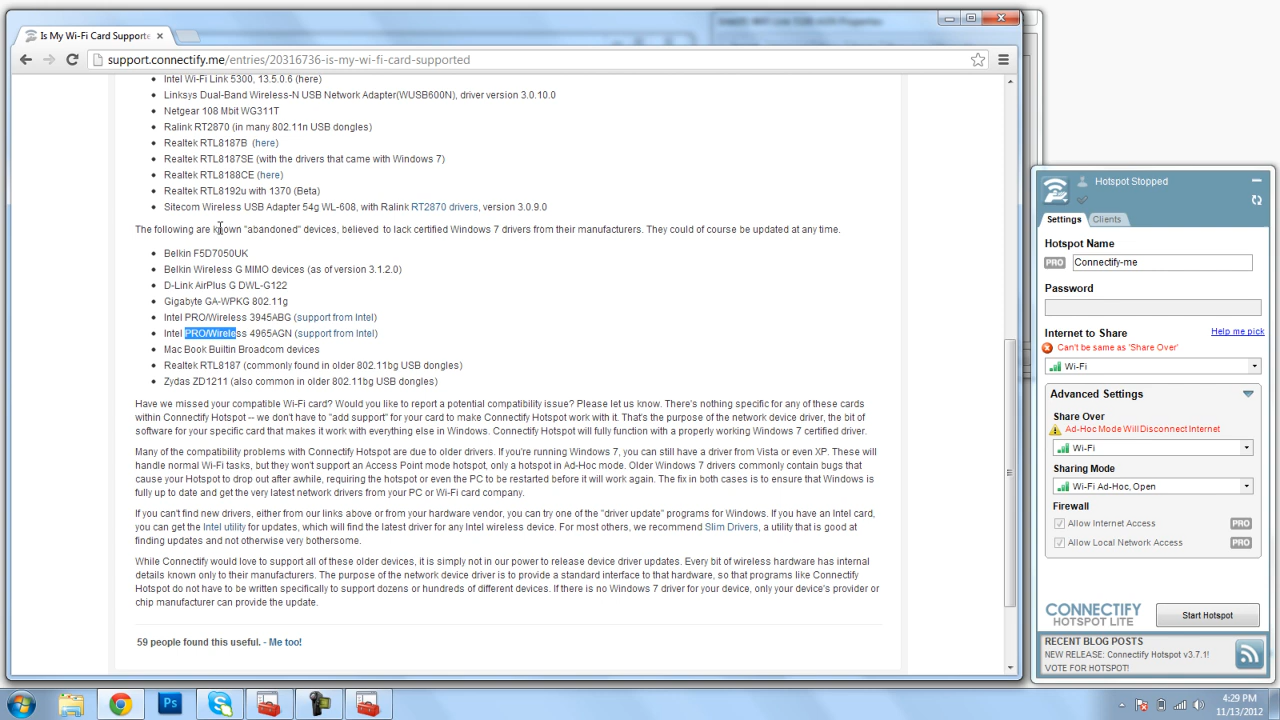 Is My Wi-Fi Card Supporte
support.connectify.me/entries/20316736-is-my-wi-fi-card-supported
Intel Wi-Fi Link 5300, 13.5.0.6 (here)
Linksys Dual-Band Wireless-N USB Network Adapter(WUSB600N), driver version 3.0.10.0
Netgear 108 Mbit WG311T
Ralink RT2870 (in many 802.11n USB dongles)
Realtek RTL8187B (here)
Realtek RTL8187SE (with the drivers that came with Windows 7)
Realtek RTL8188CE (here)
Realtek RTL8192u with 1370 (Beta)
Sitecom Wireless USB Adapter 54g WL-608, with Ralink RT2870 drivers, version 3.0.9.0
The following are known "abandoned" devices, believed to lack certified Windows 7 drivers from their manufacturers. They could of course be updated at any time.
Belkin F5D7050UK
Belkin Wireless G MIMO devices (as of version 3.1.2.0)
D-Link AirPlus G DWL-G122
Gigabyte GA-WPKG 802.11g
Intel PRO/Wireless 3945ABG (support from Intel)
Intel PRO/Wireless 4965AGN (support from Intel)
Mac Book Builtin Broadcom devices
Realtek RTL8187 (commonly found in older 802.11bg USB dongles)
Zydas ZD1211 (also common in older 802.11bg USB dongles)
Have we missed your compatible Wi-Fi card? Would you like to report a potential compatibility issue? Please let us know. There's nothing specific for any of these cards
within Connectify Hotspot -- we don't have to "add support" for your card to make Connectify Hotspot work with it. That's the purpose of the network device driver, the bit of
software for your specific card that makes it work with everything else in Windows. Connectify Hotspot will fully function with a properly working Windows 7 certified driver.
Many of the compatibility problems with Connectify Hotspot are due to older drivers. If you're running Windows 7, you can still have a driver from Vista or even XP. These will
handle normal Wi-Fi tasks, but they won't support an Access Point mode hotspot, only a hotspot in Ad-Hoc mode. Older Windows 7 drivers commonly contain bugs that
cause your Hotspot to drop out after awhile, requiring the hotspot or even the PC to be restarted before it will work again. The fix in both cases is to ensure that Windows is
fully up to date and get the very latest network drivers from your PC or Wi-Fi card company.
If you can't find new drivers, either from our links above or from your hardware vendor, you can try one of the "driver update" programs for Windows. If you have an Intel card,
you can get the Intel utility for updates, which will find the latest driver for any Intel wireless device. For most others, we recommend Slim Drivers, a utility that is good at
finding updates and not otherwise very bothersome.
While Connectify would love to support all of these older devices, it is simply not in our power to release device driver updates. Every bit of wireless hardware has internal
details known only to their manufacturers. The purpose of the network device driver is to provide a standard interface to that hardware, so that programs like Connectify
Hotspot do not have to be written specifically to support dozens or hundreds of different devices. If there is no Windows 7 driver for your device, only your device's provider or
chip manufacturer can provide the update.
59 people found this useful. - Me too!
Hotspot Stopped
Settings
Clients
Hotspot Name
PRO
Connectify-me
Password
Internet to Share
Help me pick
Can't be same as 'Share Over'
Wi-Fi
Advanced Settings
Share Over
Ad-Hoc Mode Will Disconnect Internet
Wi-Fi
Sharing Mode
Wi-Fi Ad-Hoc, Open
Firewall
Allow Internet Access PRO
Allow Local Network Access PRO
CONNECTIFY
HOTSPOT LITE
Start Hotspot
RECENT BLOG POSTS
NEW RELEASE: Connectify Hotspot v3.7.1!
VOTE FOR HOTSPOT!
Ps
4:29 PM
11/13/2012